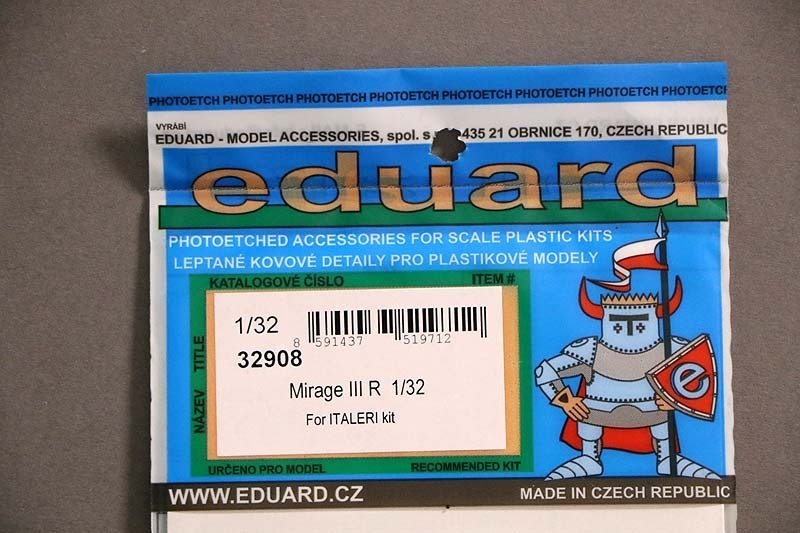 PHOTOETCH PHOTOETCH PHOTOETCH PHOTOETCH PHOTOETCH PHOTOETCH PHOTOETCH PHOTOETCH
VYRÁBÍ
EDUARD - MODEL ACCESSORIES, spol. s 435 21 OBRNICE 170, CZECH REPUBLIC
eduard
PHOTOETCHED ACCESSORIES FOR SCALE PLASTIC KITS
LEPTANÉ KOVOVÉ DETAILY PRO PLASTIKOVÉ MODELY
KATALOGOVÉ ČÍSLO ITEM #
1/32
8 591437 519712
32908
Mirage III R 1/32
For ITALERI kit
NÁZEV TITLE
URČENO PRO MODEL RECOMMENDED KIT
e
WWW.EDUARD.CZ MADE IN CZECH REPUBLIC